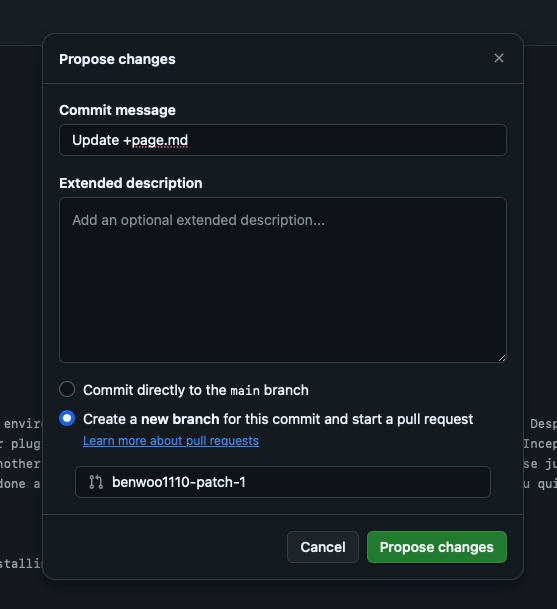 Propose changes
Commit message
Update +page.md
Extended description
Add an optional extended description...
Commit directly to the main branch
Create a new branch for this commit and start a pull request
Learn more about pull requests
benwoo1110-patch-1
Cancel Propose changes
envir Desp
r plug Incep
nother se ju
done a u qui
stalli